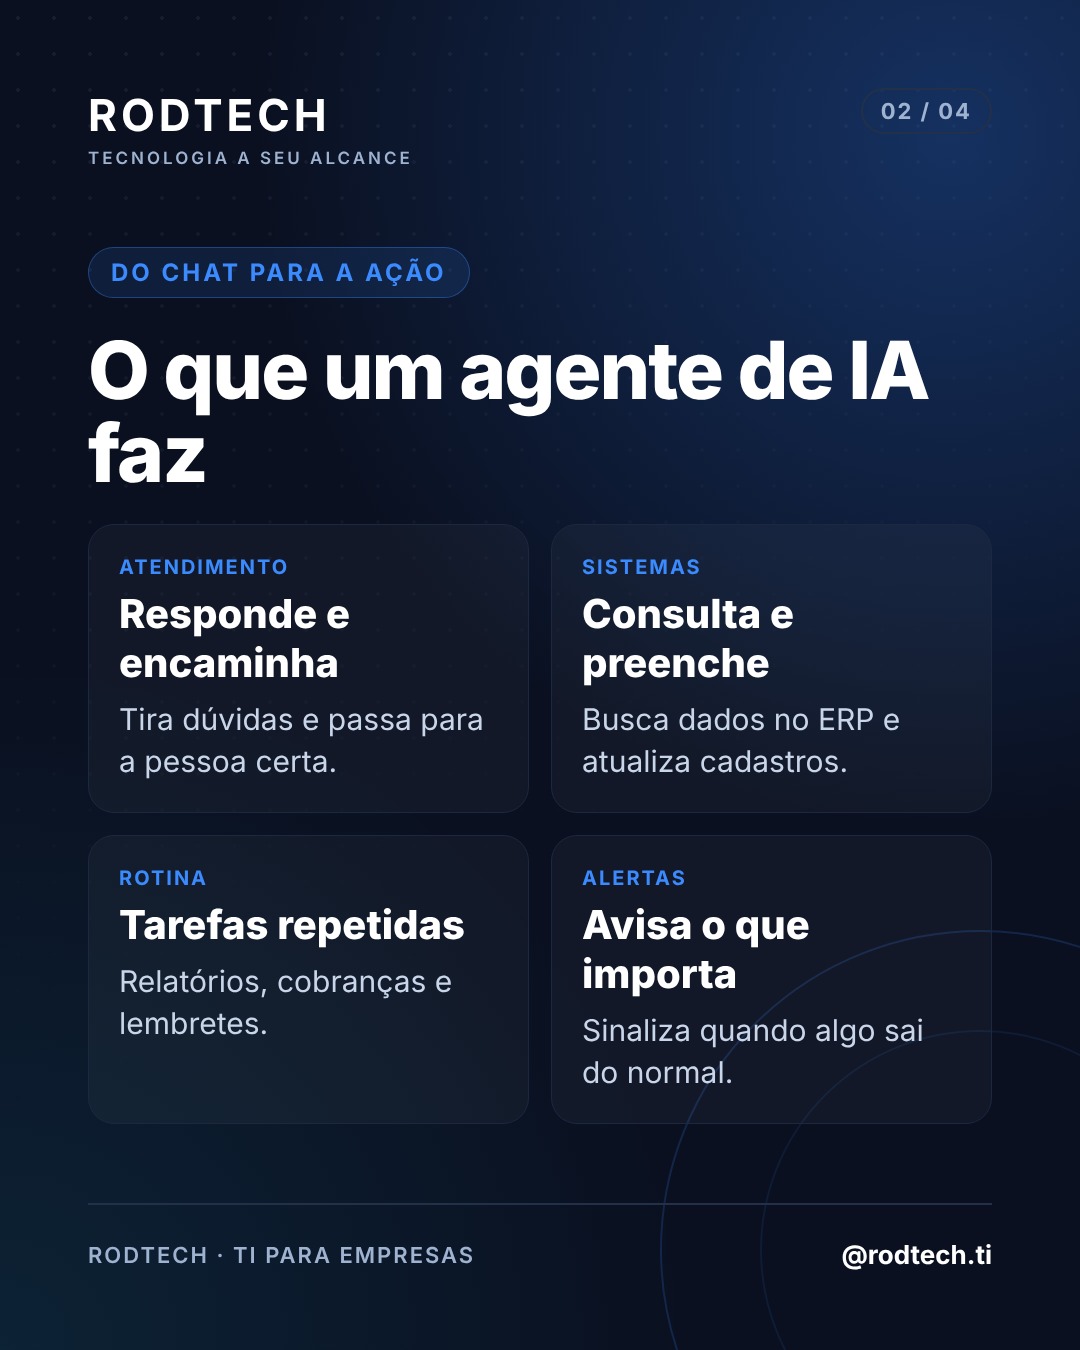 RODTECH
TECNOLOGIA A SEU ALCANCE
02 / 04
DO CHAT PARA A AÇÃO
O que um agente de IA
faz
ATENDIMENTO
Responde e
encaminha
Tira dúvidas e passa para
a pessoa certa.
SISTEMAS
Consulta e
preenche
Busca dados no ERP e
atualiza cadastros.
ROTINA
Tarefas repetidas
Relatórios, cobranças e
lembretes.
ALERTAS
Avisa o que
importa
Sinaliza quando algo sai
do normal.
RODTECH · TI PARA EMPRESAS
@rodtech.ti